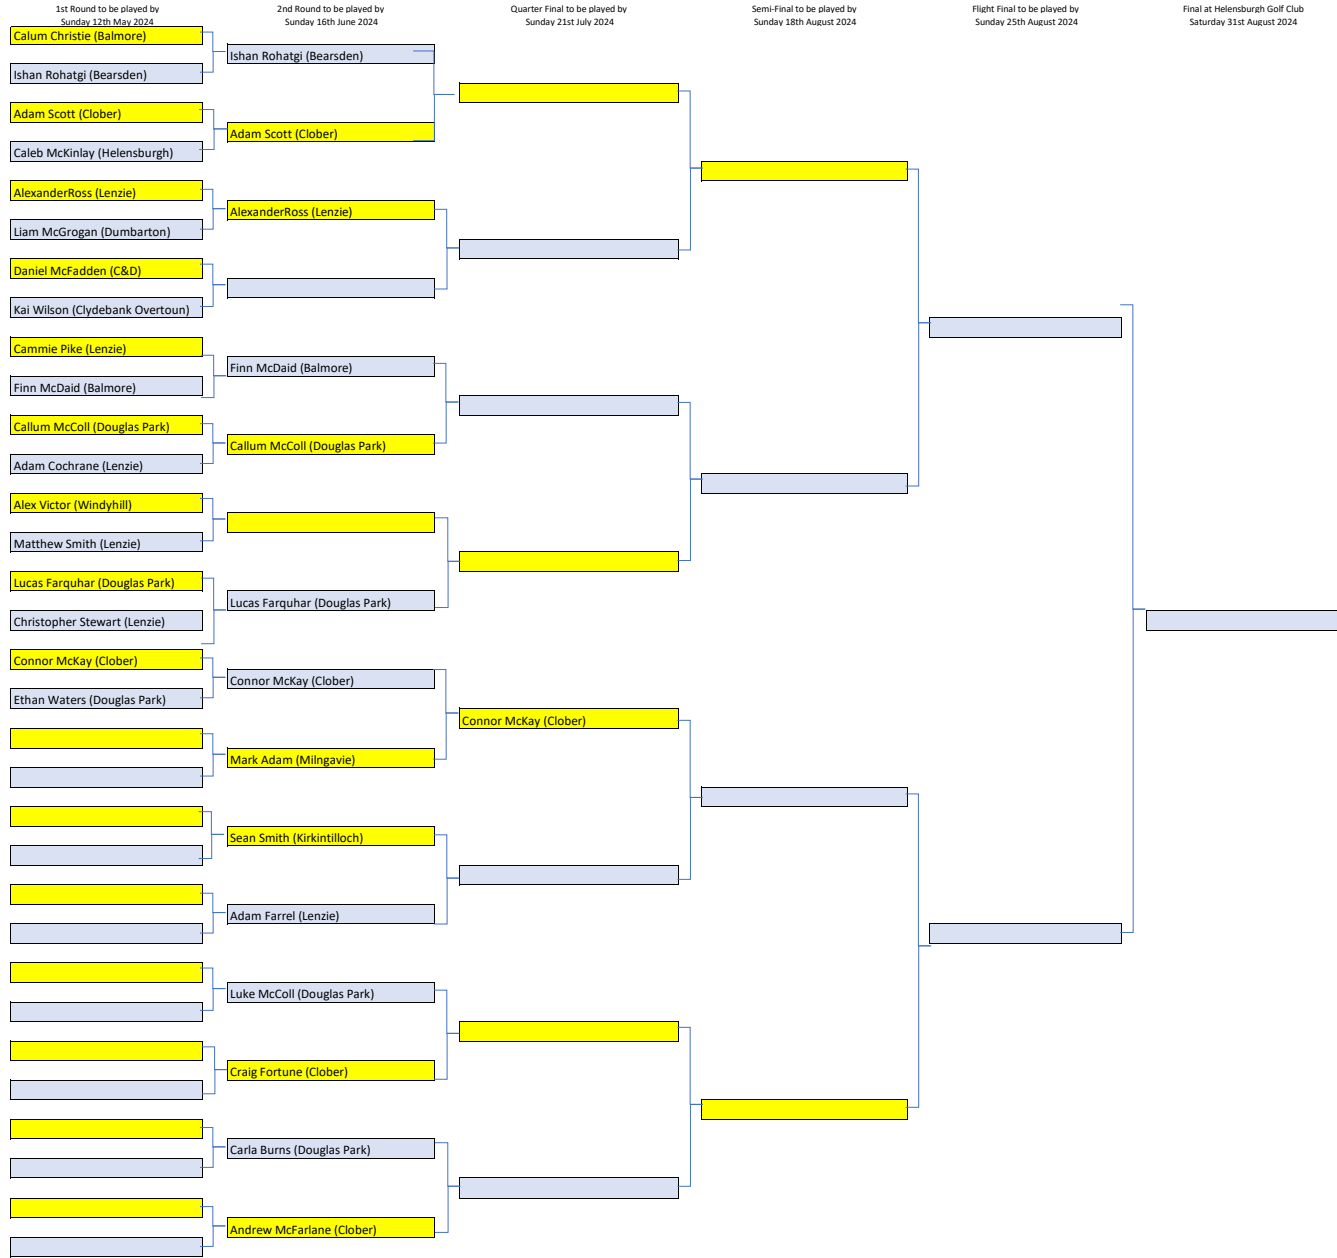 1st Round to be played by
Sunday 12th May 2024
2nd Round to be played by
Sunday 16th June 2024
Quarter Final to be played by
Sunday 21st July 2024
Semi-Final to be played by
Sunday 18th August 2024
Flight Final to be played by
Sunday 25th August 2024
Final at Helensburgh Golf Club
Saturday 31st August 2024
Calum Christie (Balmore)
Ishan Rohatgi (Bearsden)
Adam Scott (Clober)
Caleb McKinlay (Helensburgh)
AlexanderRoss (Lenzie)
Liam McGrogan (Dumbarton)
Daniel McFadden (C&D)
Kai Wilson (Clydebank Overtoun)
Cammie Pike (Lenzie)
Finn McDaid (Balmore)
Callum McColl (Douglas Park)
Adam Cochrane (Lenzie)
Alex Victor (Windyhill)
Matthew Smith (Lenzie)
Lucas Farquhar (Douglas Park)
Christopher Stewart (Lenzie)
Connor McKay (Clober)
Ethan Waters (Douglas Park)
Ishan Rohatgi (Bearsden)
Adam Scott (Clober)
AlexanderRoss (Lenzie)
Finn McDaid (Balmore)
Callum McColl (Douglas Park)
Lucas Farquhar (Douglas Park)
Connor McKay (Clober)
Mark Adam (Milngavie)
Sean Smith (Kirkintilloch)
Adam Farrel (Lenzie)
Luke McColl (Douglas Park)
Craig Fortune (Clober)
Carla Burns (Douglas Park)
Andrew McFarlane (Clober)
Connor McKay (Clober)